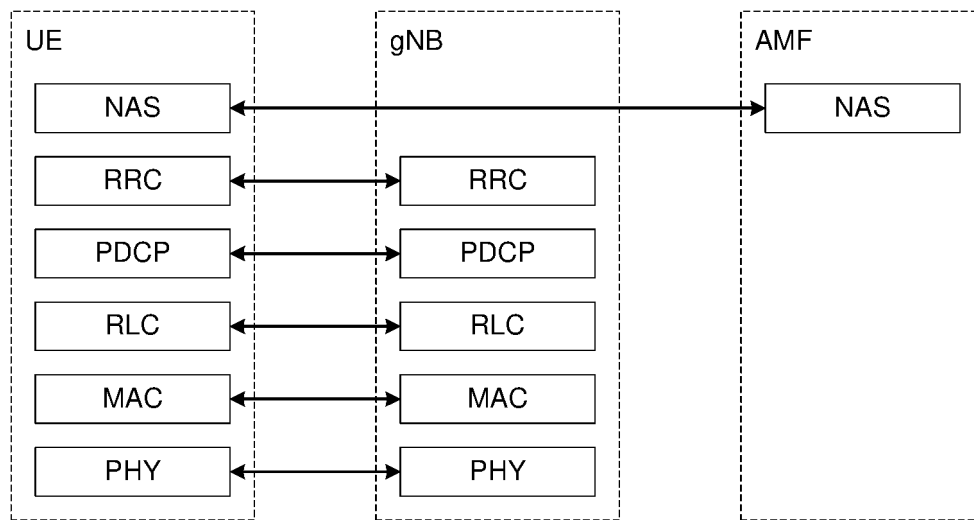 UE gNB AMF
NAS NAS
RRC RRC
PDCP PDCP
RLC RLC
MAC MAC
PHY PHY